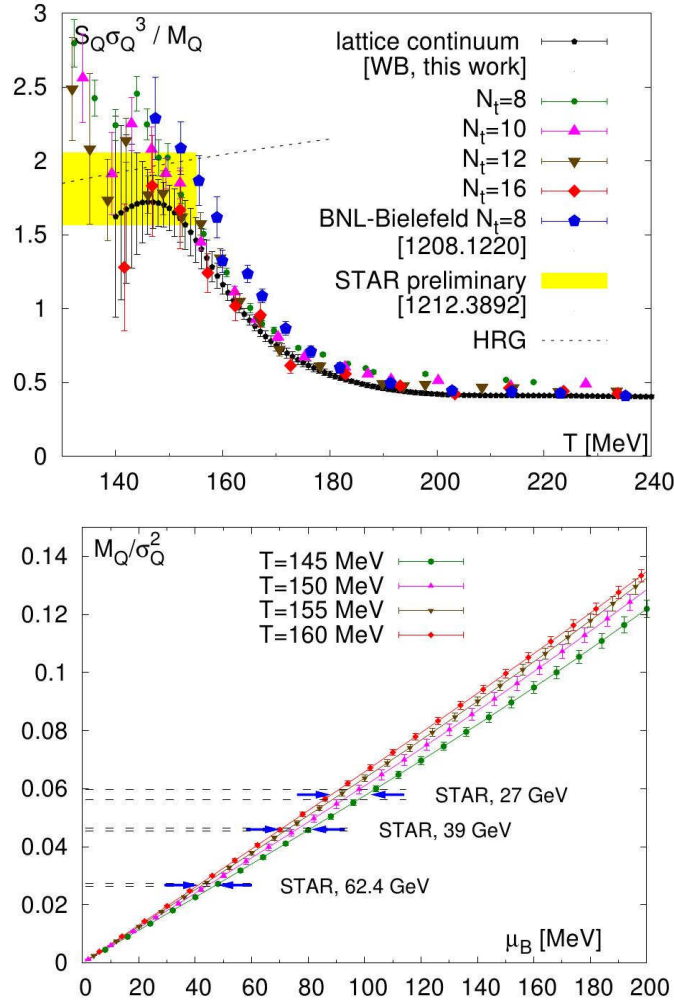 S_Qσ_Q^3 / M_Q
3
2.5
2
1.5
1
0.5
0
140
160
180
200
220
240
T [MeV]
lattice continuum
[WB, this work]
N_t=8
N_t=10
N_t=12
N_t=16
BNL-Bielefeld N_t=8
[1208.1220]
STAR preliminary
[1212.3892]
HRG
M_Q/σ_Q^2
0.14
0.12
0.1
0.08
0.06
0.04
0.02
0
T=145 MeV
T=150 MeV
T=155 MeV
T=160 MeV
STAR, 27 GeV
STAR, 39 GeV
STAR, 62.4 GeV
μ_B [MeV]
0 20 40 60 80 100 120 140 160 180 200